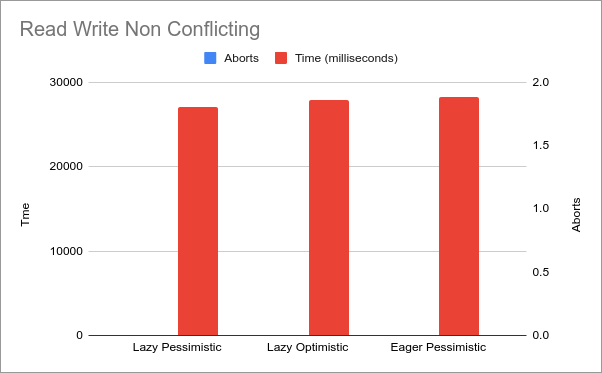 Read Write Non Conflicting
Aborts Time (milliseconds)
30000 2.0
1.5
20000
1.0
Tme Aborts
10000
0.5
0 0.0
Lazy Pessimistic Lazy Optimistic Eager Pessimistic